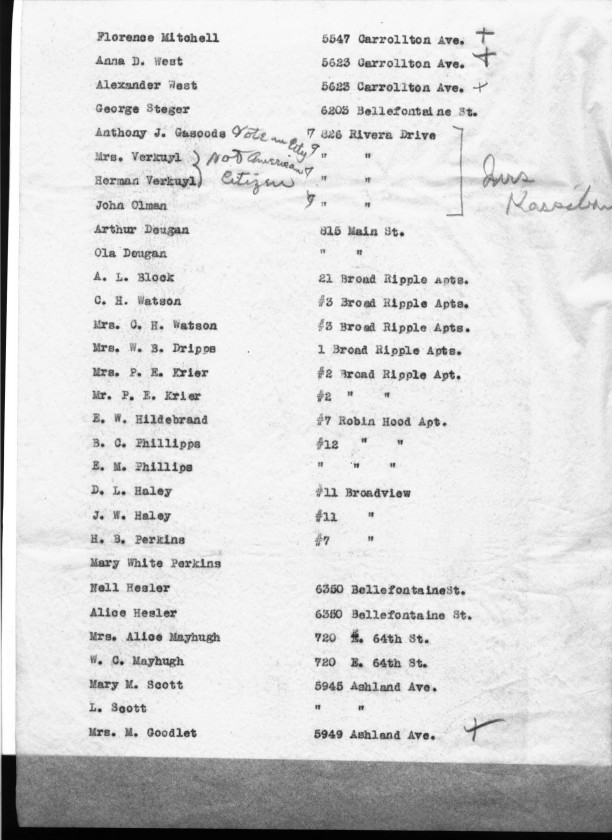 Florence Mitchell 5547 Carrollton Ave. +
Anna D. West 5623 Carrollton Ave. +
Alexander West 5623 Carrollton Ave. +
George Steger 6203 Bellefontaine St.
Anthony J. Gascods Vote in City ? 826 Rivera Drive
Mrs. Verkuyl ) Not American ? " "
Herman Verkuyl ) Citizen ? " "
John Olman ? " "
Arthur Deugan 815 Main St.
Ola Deugan " "
A. L. Block 21 Broad Ripple Apts.
C. H. Watson #3 Broad Ripple Apts.
Mrs. C. H. Watson #3 Broad Ripple Apts.
Mrs. W. B. Dripps 1 Broad Ripple Apts.
Mrs. P. E. Krier #2 Broad Ripple Apt.
Mr. P. E. Krier #2 " "
E. W. Hildebrand #7 Robin Hood Apt.
B. C. Phillipps #12 " "
E. M. Phillips " " "
D. L. Haley #11 Broadview
J. W. Haley #11 "
H. B. Perkins #7 "
Mary White Perkins
Nell Hesler 6350 BellefontaineSt.
Alice Hesler 6350 Bellefontaine St.
Mrs. Alice Mayhugh 720 E. 64th St.
W. C. Mayhugh 720 E. 64th St.
Mary M. Scott 5945 Ashland Ave.
L. Scott " "
Mrs. M. Goodlet 5949 Ashland Ave. +